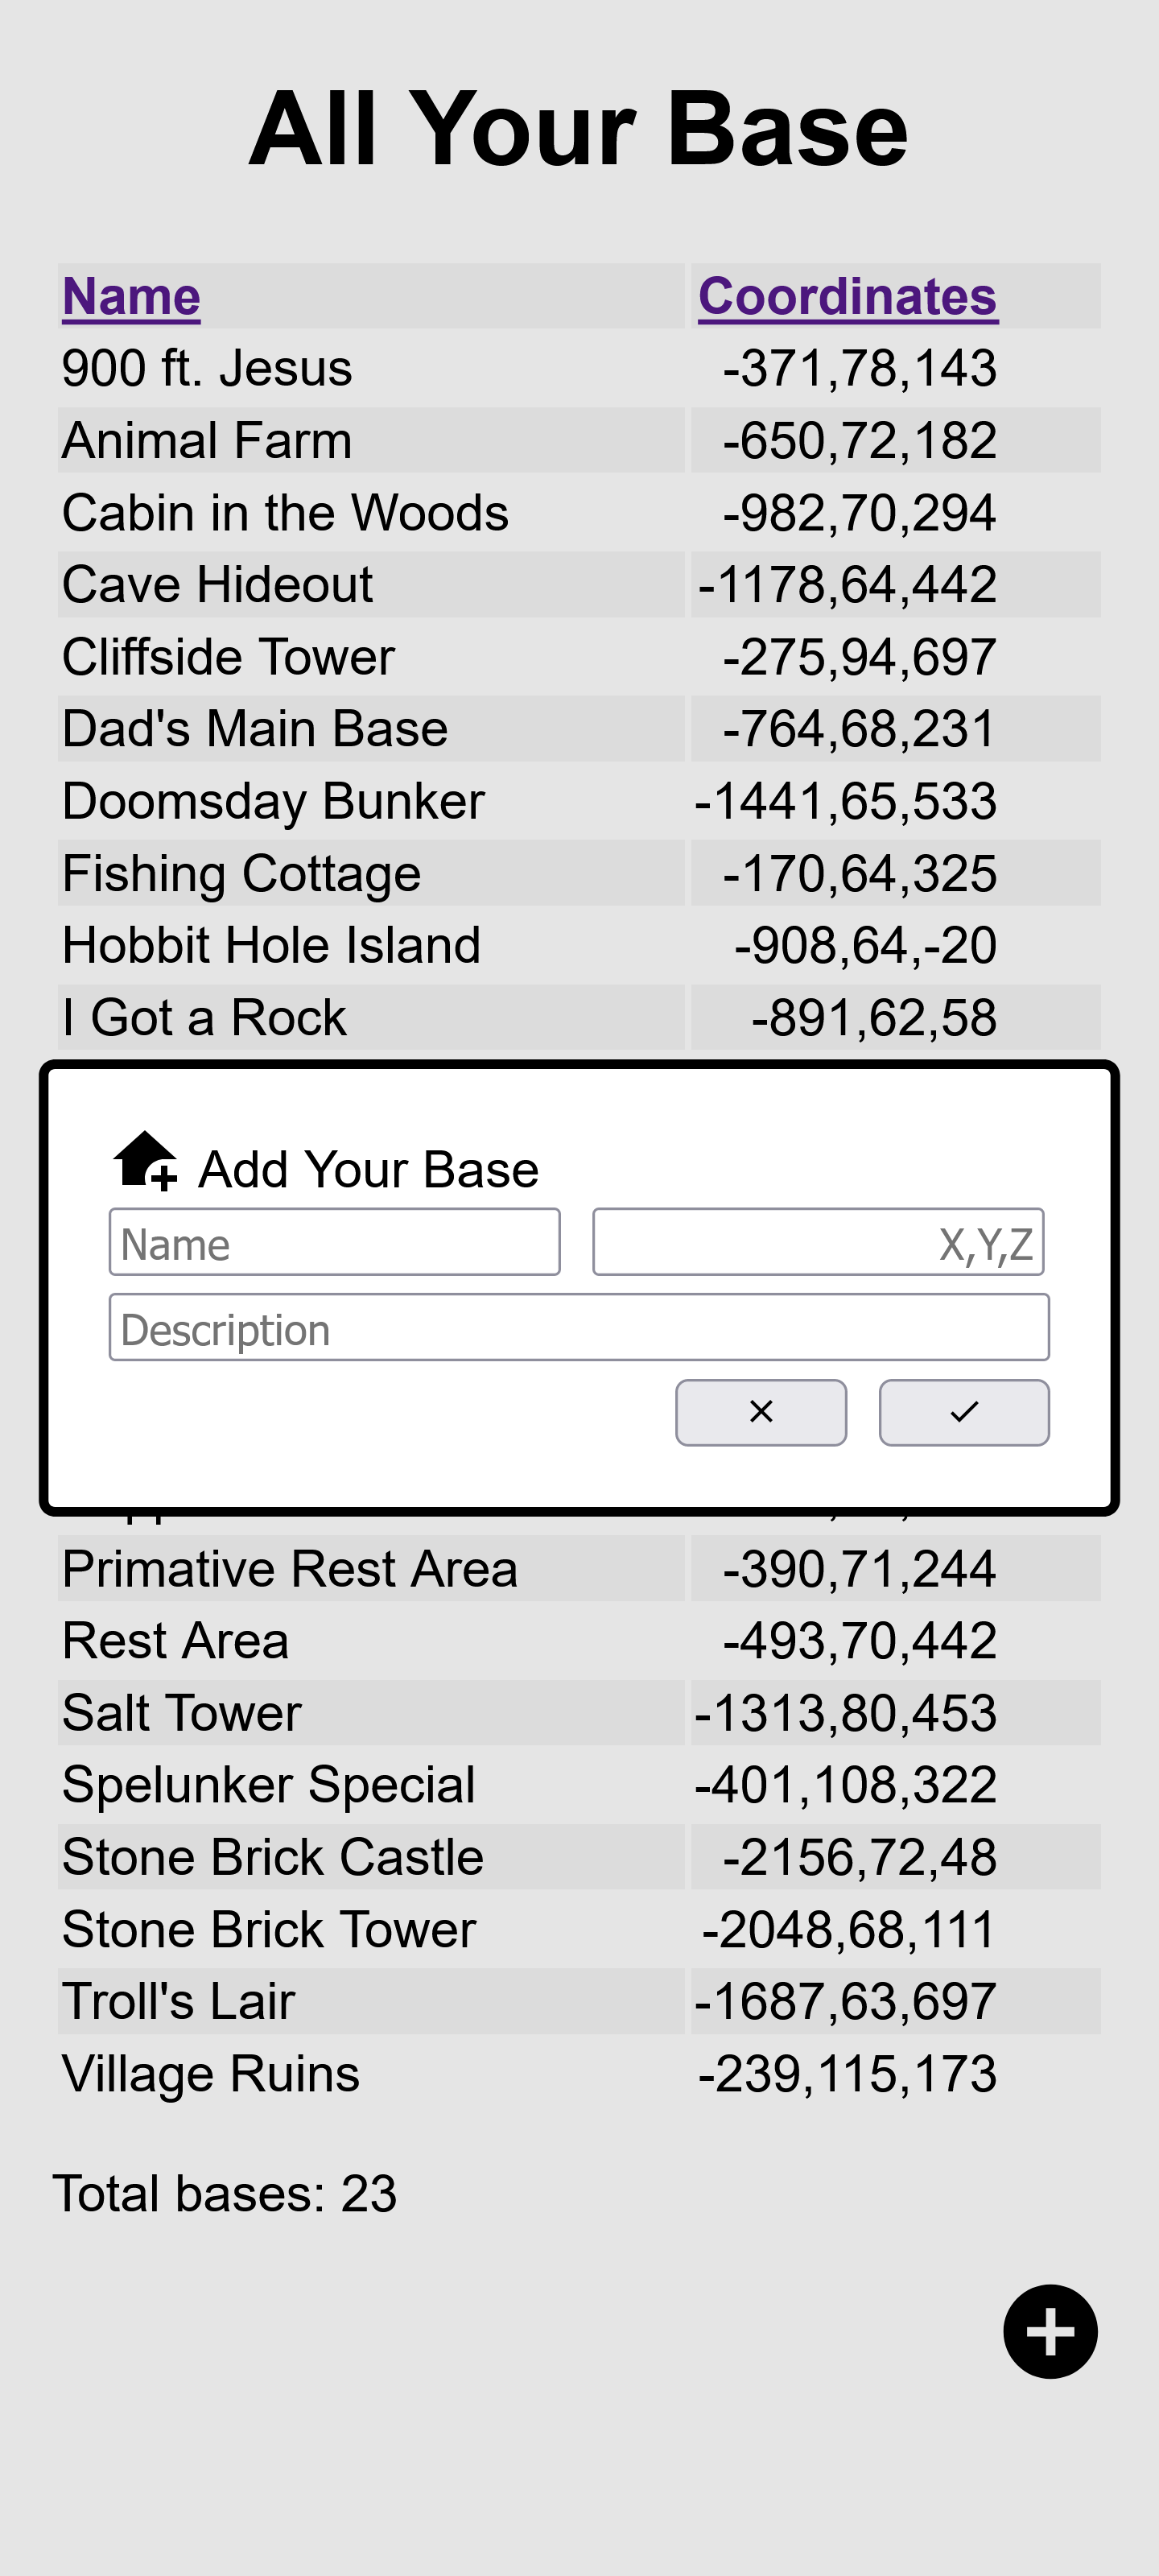 All Your Base
Name Coordinates
900 ft. Jesus -371,78,143
Animal Farm -650,72,182
Cabin in the Woods -982,70,294
Cave Hideout -1178,64,442
Cliffside Tower -275,94,697
Dad's Main Base -764,68,231
Doomsday Bunker -1441,65,533
Fishing Cottage -170,64,325
Hobbit Hole Island -908,64,-20
I Got a Rock -891,62,58
Add Your Base
Name X,Y,Z
Description
Primative Rest Area -390,71,244
Rest Area -493,70,442
Salt Tower -1313,80,453
Spelunker Special -401,108,322
Stone Brick Castle -2156,72,48
Stone Brick Tower -2048,68,111
Troll's Lair -1687,63,697
Village Ruins -239,115,173
Total bases: 23